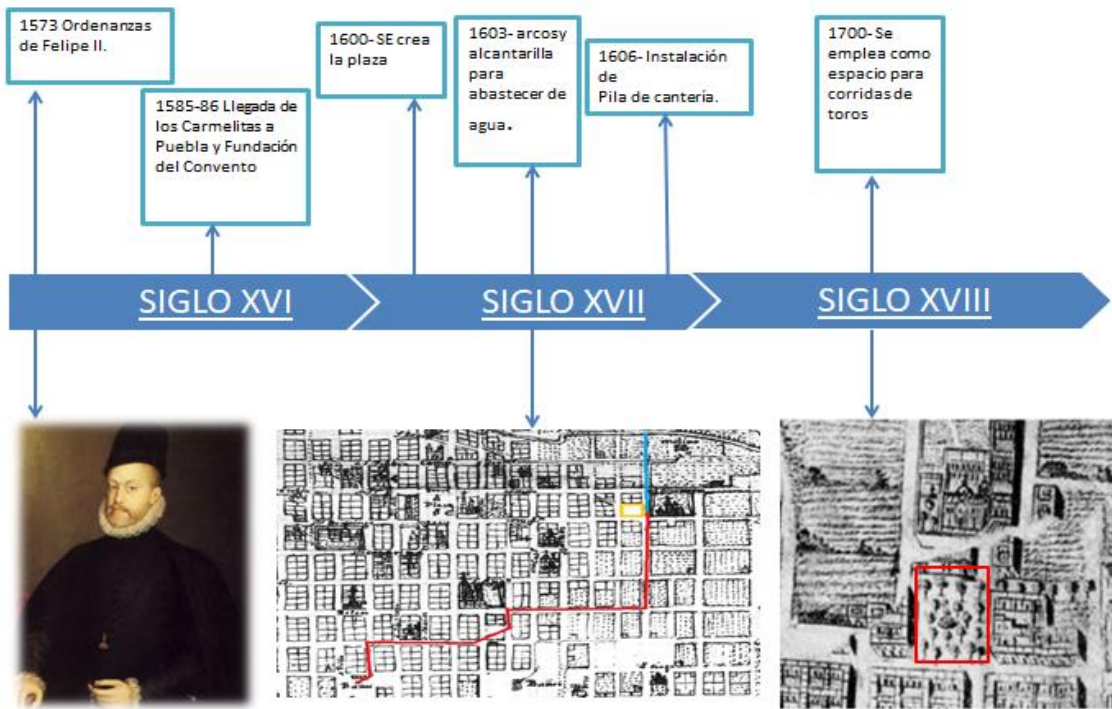 1573 Ordenanzas
de Felipe II.
1585-86 Llegada de
los Carmelitas a
Puebla y Fundación
del Convento
1600- SE crea
la plaza
1603- arcosy
alcantarilla
para
abastecer de
agua.
1606- Instalación
de
Pila de cantería.
1700- Se
emplea como
espacio para
corridas de
toros
SIGLO XVI
SIGLO XVII
SIGLO XVIII